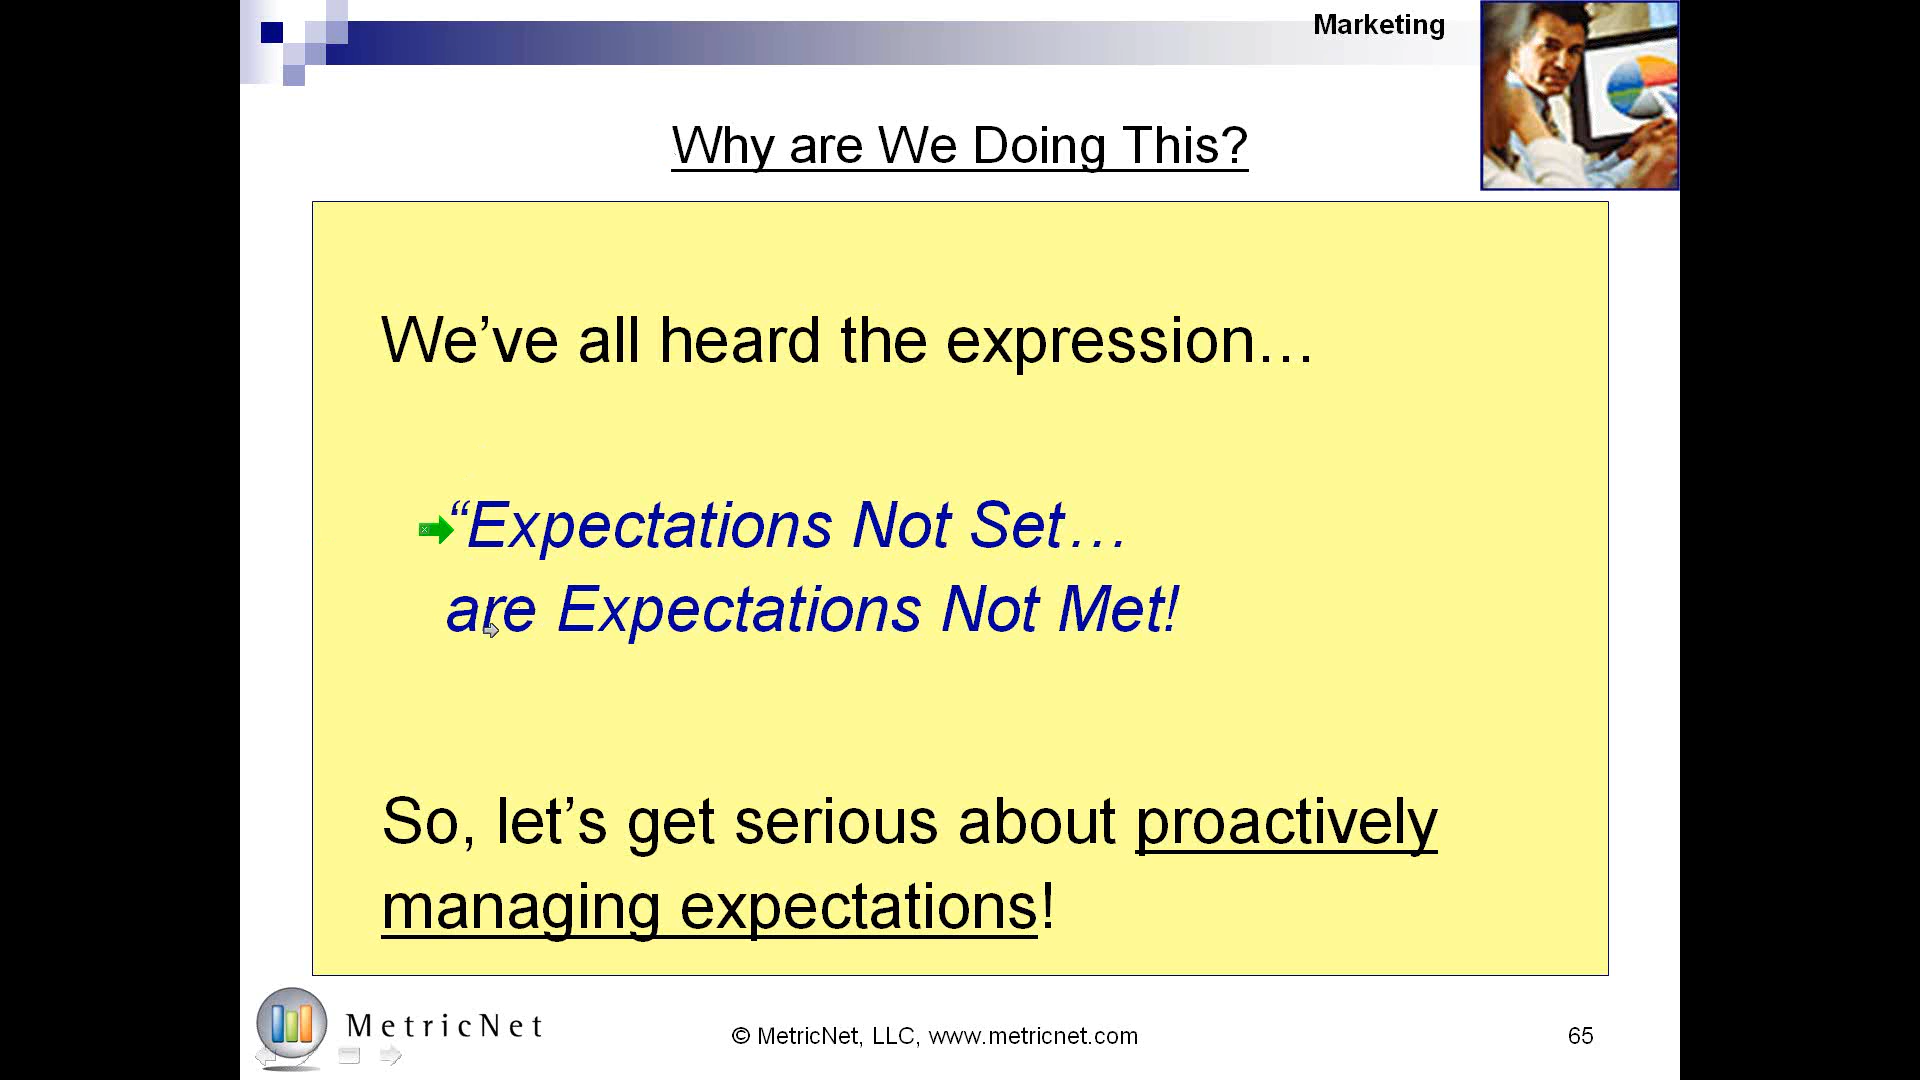 Marketing
Why are We Doing This?
We’ve all heard the expression…
“Expectations Not Set…
are Expectations Not Met!
So, let’s get serious about proactively
managing expectations!
MetricNet
© MetricNet, LLC, www.metricnet.com
65